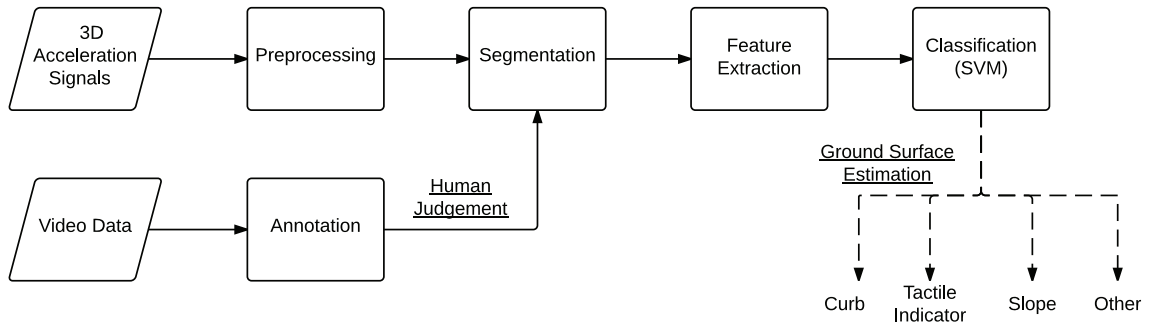 3D
Acceleration
Signals
Preprocessing
Segmentation
Feature
Extraction
Classification
(SVM)
Ground Surface
Estimation
Human
Judgement
Video Data
Annotation
Curb
Tactile
Indicator
Slope
Other